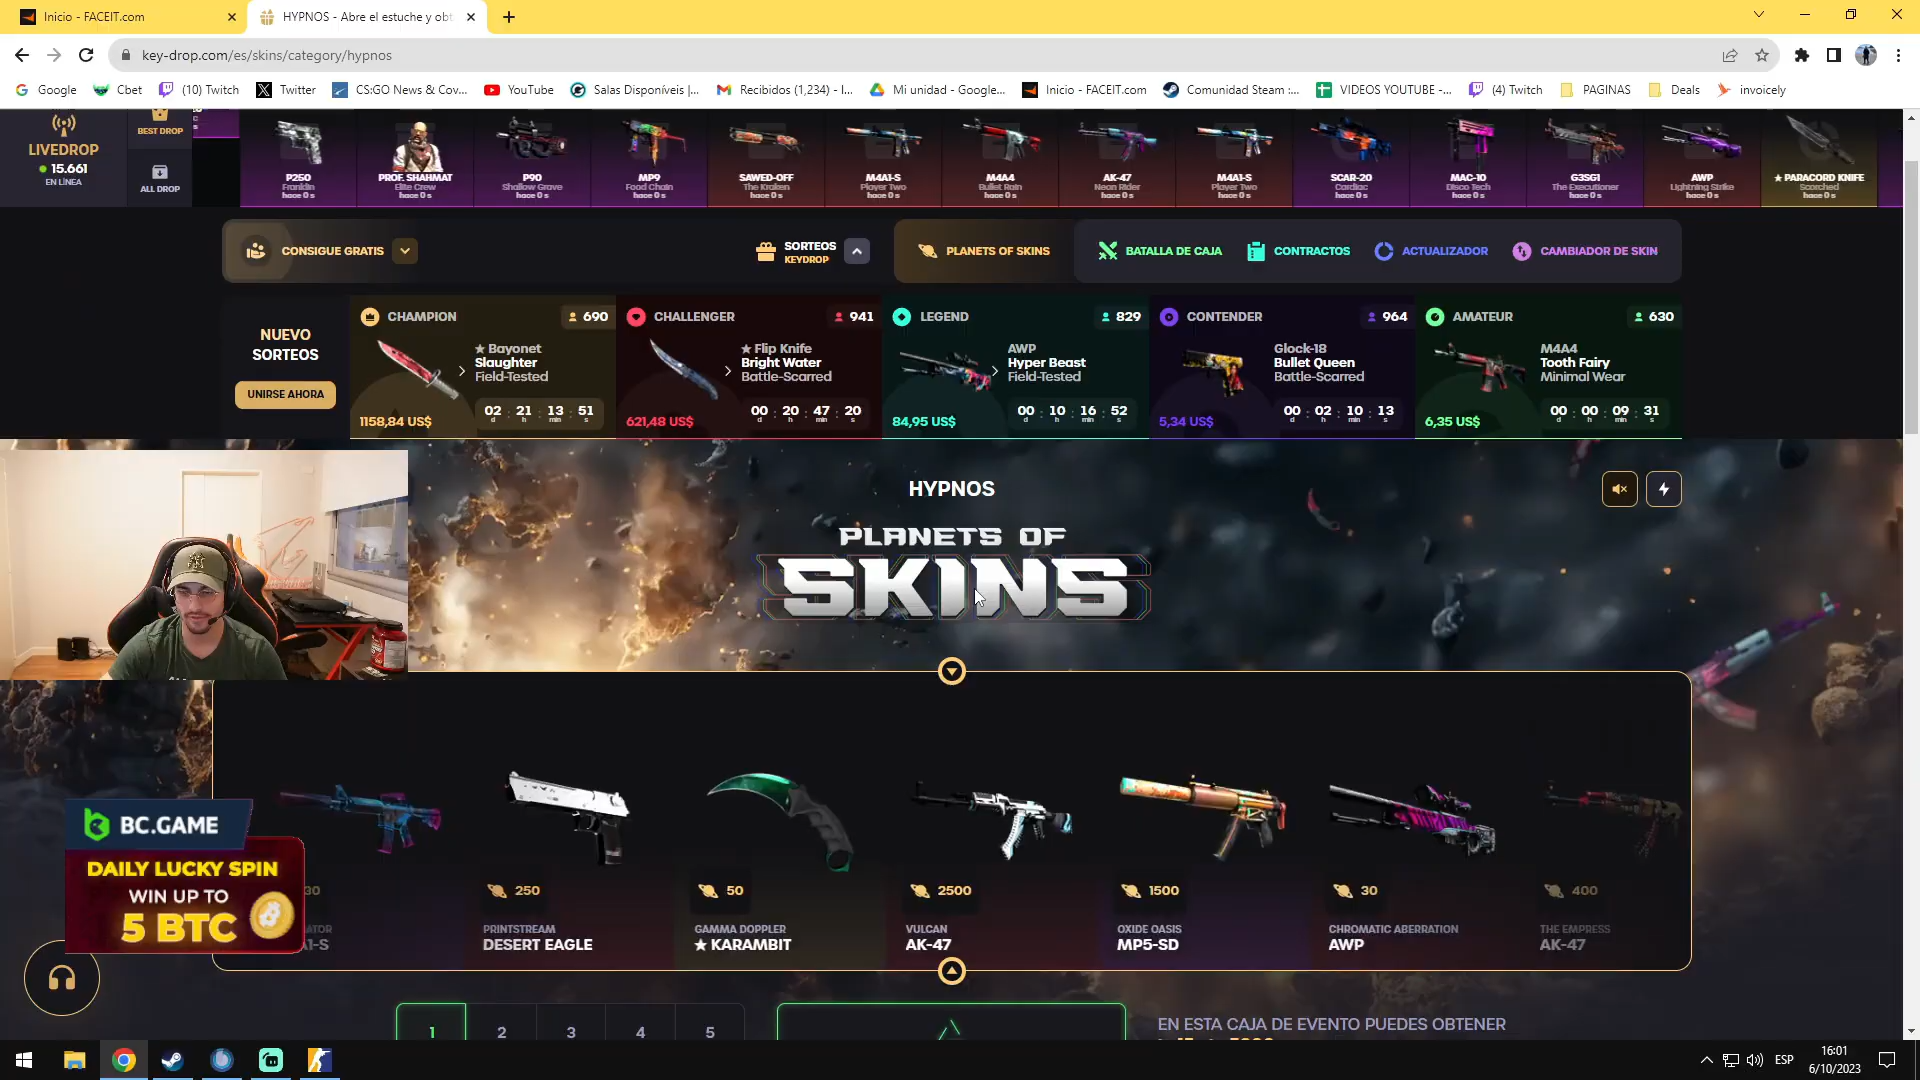 Inicio - FACEIT.com
HYPNOS - Abre el estuche y obt
key-drop.com/es/skins/category/hypnos
Google
Cbet
(10) Twitch
Twitter
CS:GO News & Cov...
YouTube
Salas Disponíveis |...
Recibidos (1,234) - l...
Mi unidad - Google...
Inicio - FACEIT.com
Comunidad Steam :...
VIDEOS YOUTUBE -...
(4) Twitch
PAGINAS
Deals
invoicely
LIVEDROP
15.661
EN LÍNEA
BEST DROP
ALL DROP
P250
Franklin
hace 0 s
PROF. SHAHMAT
Elite Crew
hace 0 s
P90
Shallow Grave
hace 0 s
MP9
Food Chain
hace 0 s
SAWED-OFF
The Kraken
hace 0 s
M4A1-S
Player Two
hace 0 s
M4A4
Bullet Rain
hace 0 s
AK-47
Neon Rider
hace 0 s
M4A1-S
Player Two
hace 0 s
SCAR-20
Cardiac
hace 0 s
MAC-10
Disco Tech
hace 0 s
G3SG1
The Executioner
hace 0 s
AWP
Lightning Strike
hace 0 s
★ PARACORD KNIFE
Scorched
hace 0 s
CONSIGUE GRATIS
SORTEOS
KEYDROP
PLANETS OF SKINS
BATALLA DE CAJA
CONTRACTOS
ACTUALIZADOR
CAMBIADOR DE SKIN
NUEVO
SORTEOS
UNIRSE AHORA
CHAMPION
690
★ Bayonet
Slaughter
Field-Tested
1158,84 US$
02 d : 21 h : 13 min : 51 s
CHALLENGER
941
★ Flip Knife
Bright Water
Battle-Scarred
621,48 US$
00 d : 20 h : 47 min : 20 s
LEGEND
829
AWP
Hyper Beast
Field-Tested
84,95 US$
00 d : 10 h : 16 min : 52 s
CONTENDER
964
Glock-18
Bullet Queen
Battle-Scarred
5,34 US$
00 d : 02 h : 10 min : 13 s
AMATEUR
630
M4A4
Tooth Fairy
Minimal Wear
6,35 US$
00 d : 00 h : 09 min : 31 s
HYPNOS
PLANETS OF
SKINS
250
PRINTSTREAM
DESERT EAGLE
50
GAMMA DOPPLER
★ KARAMBIT
2500
VULCAN
AK-47
1500
OXIDE OASIS
MP5-SD
30
CHROMATIC ABERRATION
AWP
400
THE EMPRESS
AK-47
BC.GAME
DAILY LUCKY SPIN
WIN UP TO
5 BTC
1
2
3
4
5
EN ESTA CAJA DE EVENTO PUEDES OBTENER
ESP
16:01
6/10/2023